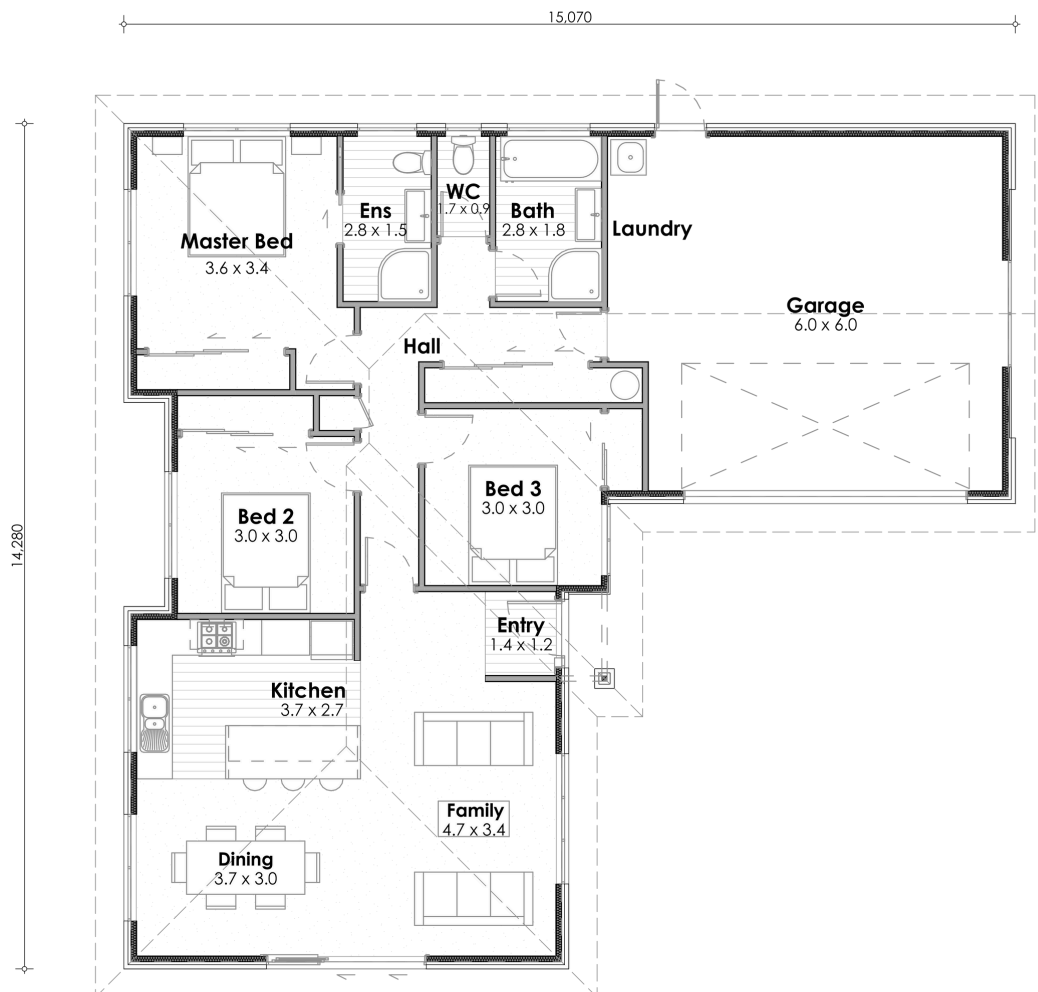 15,070
WC
1.7 x 0.9
Ens
2.8 x 1.5
Bath
2.8 x 1.8
Laundry
Master Bed
3.6 x 3.4
Garage
6.0 x 6.0
Hall
Bed 3
3.0 x 3.0
Bed 2
3.0 x 3.0
14,280
Entry
1.4 x 1.2
Kitchen
3.7 x 2.7
Family
4.7 x 3.4
Dining
3.7 x 3.0